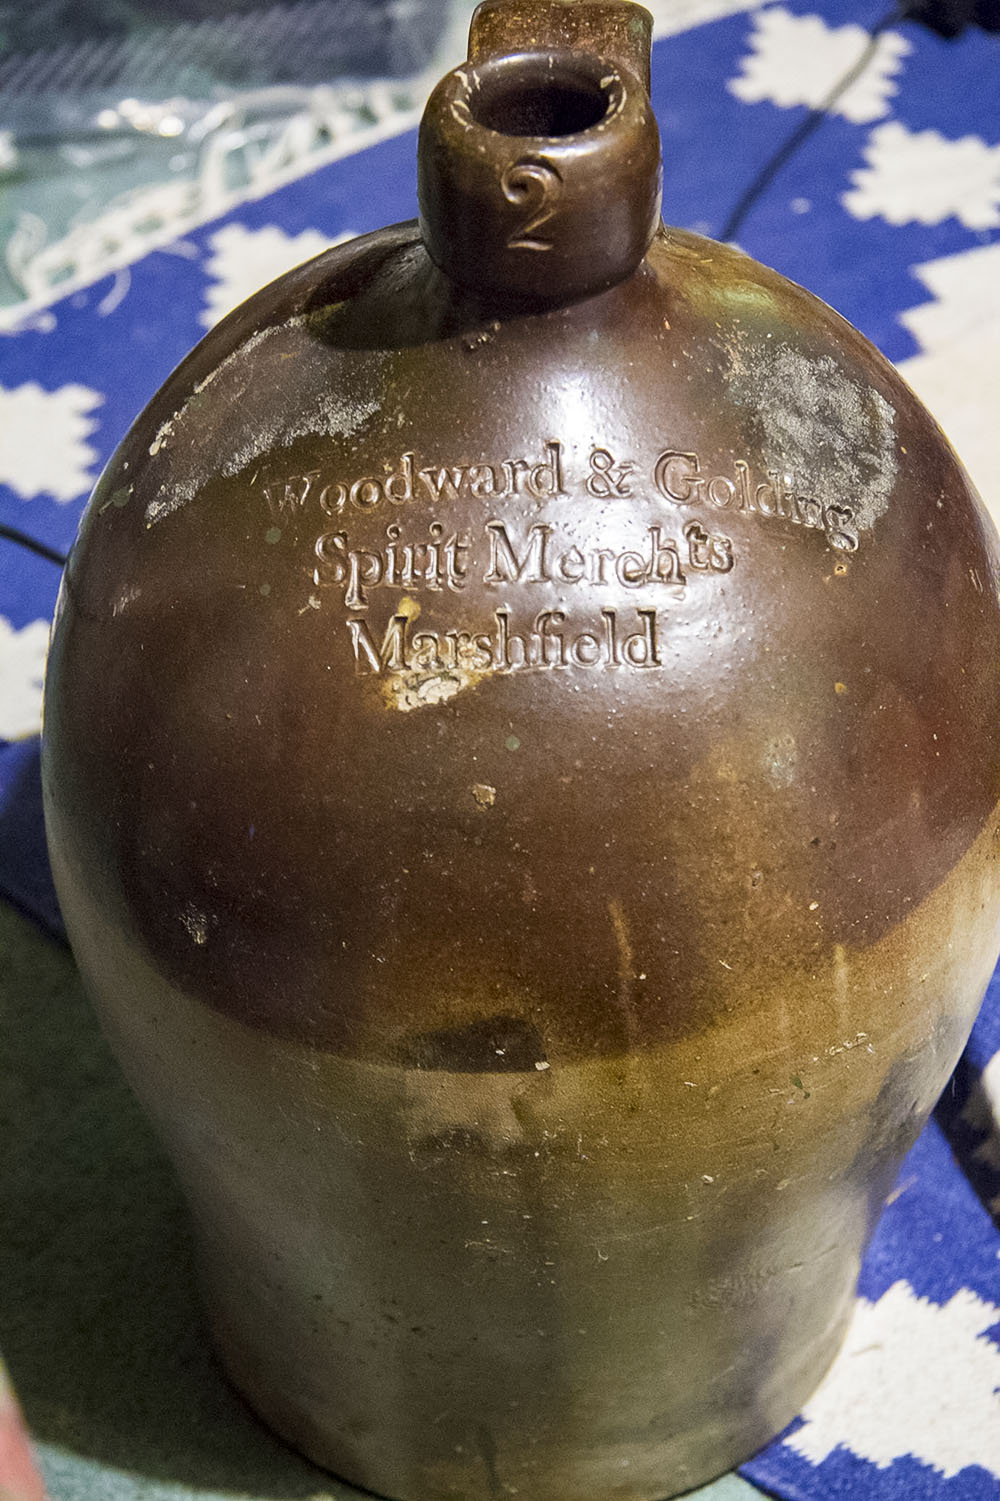 2
Woodward & Golding
Spirit Merchts
Marshfield